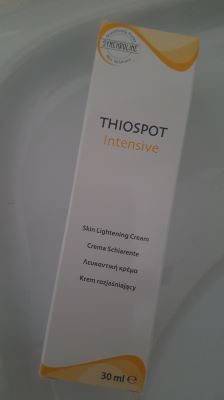 SYNCHROLINE
THIOSPOT
Intensive
Skin Lightening Cream
Crema Schiarente
Λευκαντική κρέμα
Krem rozjaśniający
30 ml ℮